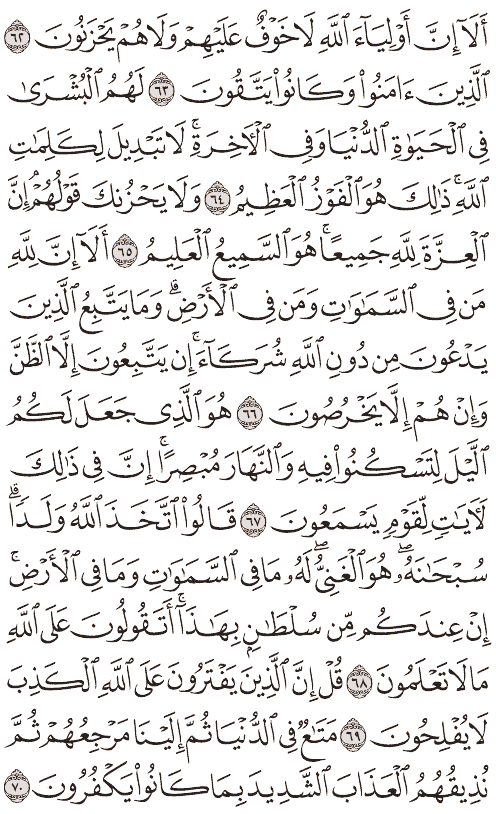 أَلَآ إِنَّ أَوْلِيَآءَ ٱللَّهِ لَا خَوْفٌ عَلَيْهِمْ وَلَا هُمْ يَحْزَنُونَ ٦٢
ٱلَّذِينَ ءَامَنُوا۟ وَكَانُوا۟ يَتَّقُونَ ٦٣ لَهُمُ ٱلْبُشْرَىٰ
فِى ٱلْحَيَوٰةِ ٱلدُّنْيَا وَفِى ٱلْـَٔاخِرَةِ ۚ لَا تَبْدِيلَ لِكَلِمَٰتِ
ٱللَّهِ ۚ ذَٰلِكَ هُوَ ٱلْفَوْزُ ٱلْعَظِيمُ ٦٤ وَلَا يَحْزُنكَ قَوْلُهُمْ ۘ إِنَّ
ٱلْعِزَّةَ لِلَّهِ جَمِيعًا ۚ هُوَ ٱلسَّمِيعُ ٱلْعَلِيمُ ٦٥ أَلَآ إِنَّ لِلَّهِ
مَن فِى ٱلسَّمَٰوَٰتِ وَمَن فِى ٱلْأَرْضِ ۗ وَمَا يَتَّبِعُ ٱلَّذِينَ
يَدْعُونَ مِن دُونِ ٱللَّهِ شُرَكَآءَ ۚ إِن يَتَّبِعُونَ إِلَّا ٱلظَّنَّ
وَإِنْ هُمْ إِلَّا يَخْرُصُونَ ٦٦ هُوَ ٱلَّذِى جَعَلَ لَكُمُ
ٱلَّيْلَ لِتَسْكُنُوا۟ فِيهِ وَٱلنَّهَارَ مُبْصِرًا ۚ إِنَّ فِى ذَٰلِكَ
لَـَٔايَٰتٍ لِّقَوْمٍ يَسْمَعُونَ ٦٧ قَالُوا۟ ٱتَّخَذَ ٱللَّهُ وَلَدًا ۗ
سُبْحَٰنَهُۥ ۖ هُوَ ٱلْغَنِىُّ ۖ لَهُۥ مَا فِى ٱلسَّمَٰوَٰتِ وَمَا فِى ٱلْأَرْضِ ۚ
إِنْ عِندَكُم مِّن سُلْطَٰنٍۭ بِهَٰذَآ ۚ أَتَقُولُونَ عَلَى ٱللَّهِ
مَا لَا تَعْلَمُونَ ٦٨ قُلْ إِنَّ ٱلَّذِينَ يَفْتَرُونَ عَلَى ٱللَّهِ ٱلْكَذِبَ
لَا يُفْلِحُونَ ٦٩ مَتَٰعٌ فِى ٱلدُّنْيَا ثُمَّ إِلَيْنَا مَرْجِعُهُمْ ثُمَّ
نُذِيقُهُمُ ٱلْعَذَابَ ٱلشَّدِيدَ بِمَا كَانُوا۟ يَكْفُرُونَ ٧٠